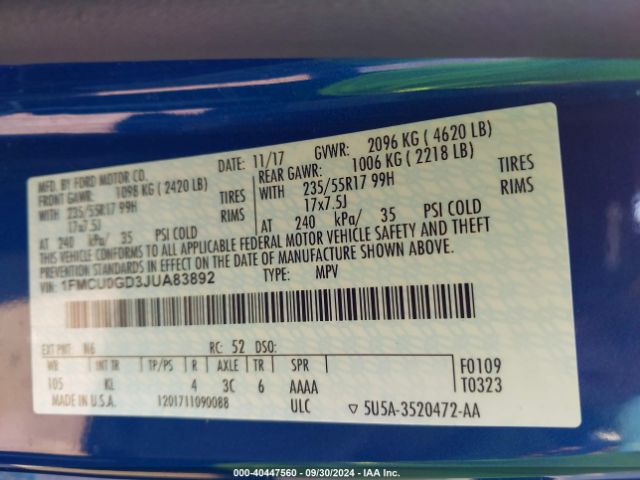 MFD. BY FORD MOTOR CO.
DATE: 11/17 GVWR: 2096 KG ( 4620 LB)
FRONT GAWR: 1098 KG ( 2420 LB)
REAR GAWR: 1006 KG ( 2218 LB)
WITH 235/55R17 99H TIRES
WITH 235/55R17 99H TIRES
17x7.5J RIMS
17x7.5J RIMS
AT 240 kPa/ 35 PSI COLD
AT 240 kPa/ 35 PSI COLD
THIS VEHICLE CONFORMS TO ALL APPLICABLE FEDERAL MOTOR VEHICLE SAFETY AND THEFT
PREVENTION STANDARDS IN EFFECT ON THE DATE OF MANUFACTURE SHOWN ABOVE.
VIN: 1FMCU0GD3JUA83892 TYPE: MPV
EXT PNT: N6 RC: 52 DSO:
WB INT TR TP/PS R AXLE TR SPR F0109
105 KL 4 3C 6 AAAA T0323
MADE IN U.S.A. 1201711090088 ULC ▽ 5U5A-3520472-AA
000-40447560 - 09/30/2024 - IAA Inc.